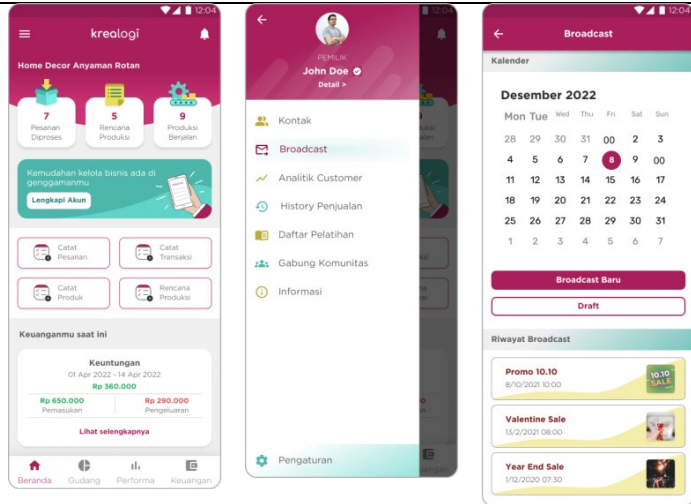 12:04
krealogi
Home Decor Anyaman Rotan
7
Pesanan
Diproses
5
Rencana
Produksi
9
Produksi
Berjalan
Kemudahan kelola bisnis ada di
genggamanmu
Lengkapi Akun
Catat
Pesanan
Catat
Transaksi
Catat
Produk
Rencana
Produksi
Keuanganmu saat ini
Keuntungan
01 Apr 2022 - 14 Apr 2022
Rp 360.000
Rp 650.000
Pemasukan
Rp 290.000
Pengeluaran
Lihat selengkapnya
Beranda
Gudang
Performa
Keuangan
12:04
PEMILIK
John Doe
Detail >
Kontak
Broadcast
Analitik Customer
History Penjualan
Daftar Pelatihan
Gabung Komunitas
Informasi
Pengaturan
12:04
Broadcast
Kalender
Desember 2022
Mon Tue Wed Thu Fri Sat Sun
28 29 30 31 00 2 3
4 5 6 7 8 9 00
11 12 13 14 15 16 17
18 19 20 21 22 23 24
25 26 27 28 29 30 31
1 2 3 4 5 6 7
Broadcast Baru
Draft
Riwayat Broadcast
Promo 10.10
8/10/2021 10:00
10.10
SALE
Valentine Sale
13/2/2021 08.00
Year End Sale
1/12/2020 07.30